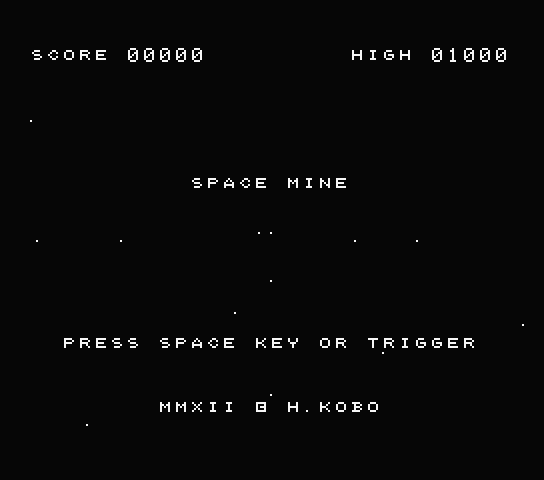 SCORE 00000 HIGH 01000
SPACE MINE
PRESS SPACE KEY OR TRIGGER
MMXII © H.KOBO